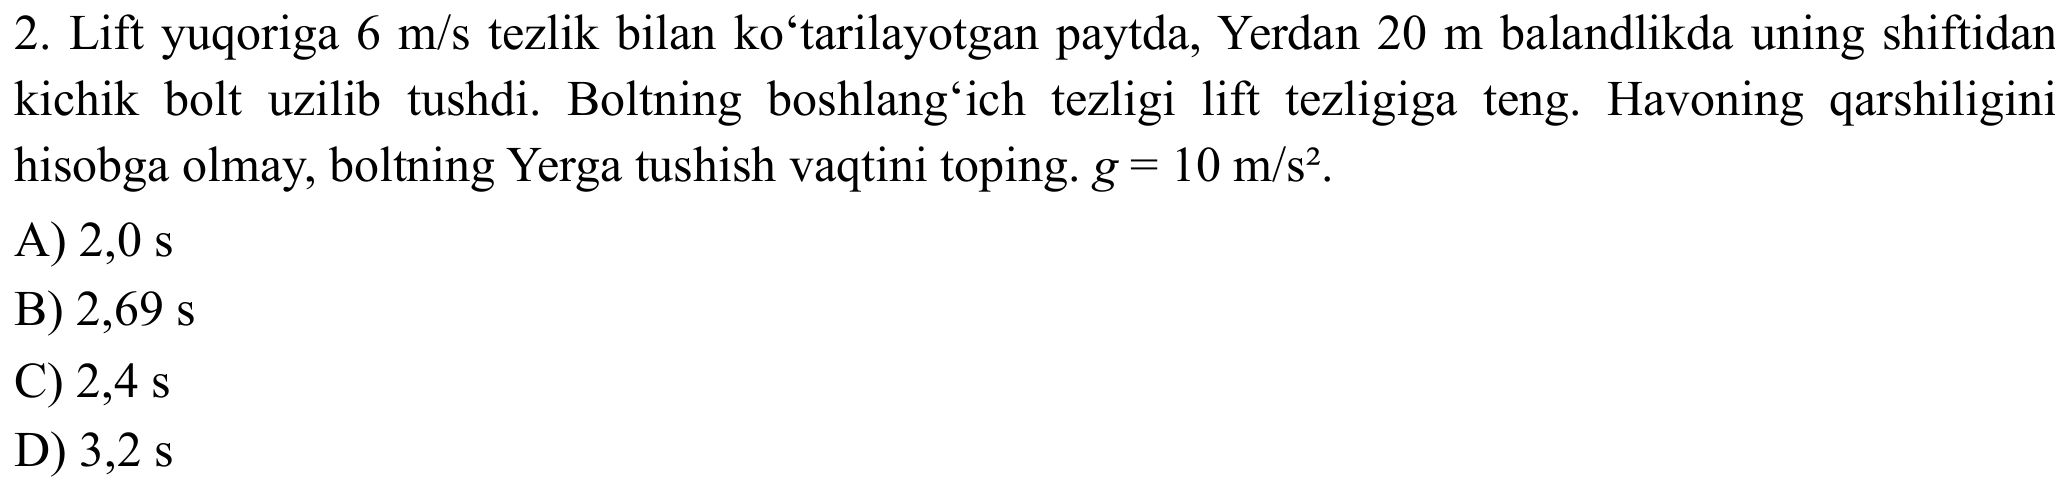 2. Lift yuqoriga 6 m/s tezlik bilan ko‘tarilayotgan paytda, Yerdan 20 m balandlikda uning shiftidan
kichik bolt uzilib tushdi. Boltning boshlang‘ich tezligi lift tezligiga teng. Havoning qarshiligini
hisobga olmay, boltning Yerga tushish vaqtini toping. g = 10 m/s².
A) 2,0 s
B) 2,69 s
C) 2,4 s
D) 3,2 s